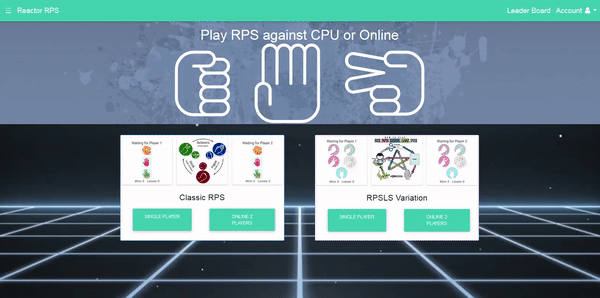 Reactor RPS
Leader Board Account
Play RPS against CPU or Online
Waiting for Player 1
Waiting for Player 2
Wins: 0 Losses: 0
Wins: 0 Losses: 0
Classic RPS
SINGLE PLAYER
ONLINE 2
PLAYERS
Waiting for Player 1
Waiting for Player 2
Wins: 0 Losses: 0
Wins: 0 Losses: 0
RPSLS Variation
SINGLE PLAYER
ONLINE 2
PLAYERS